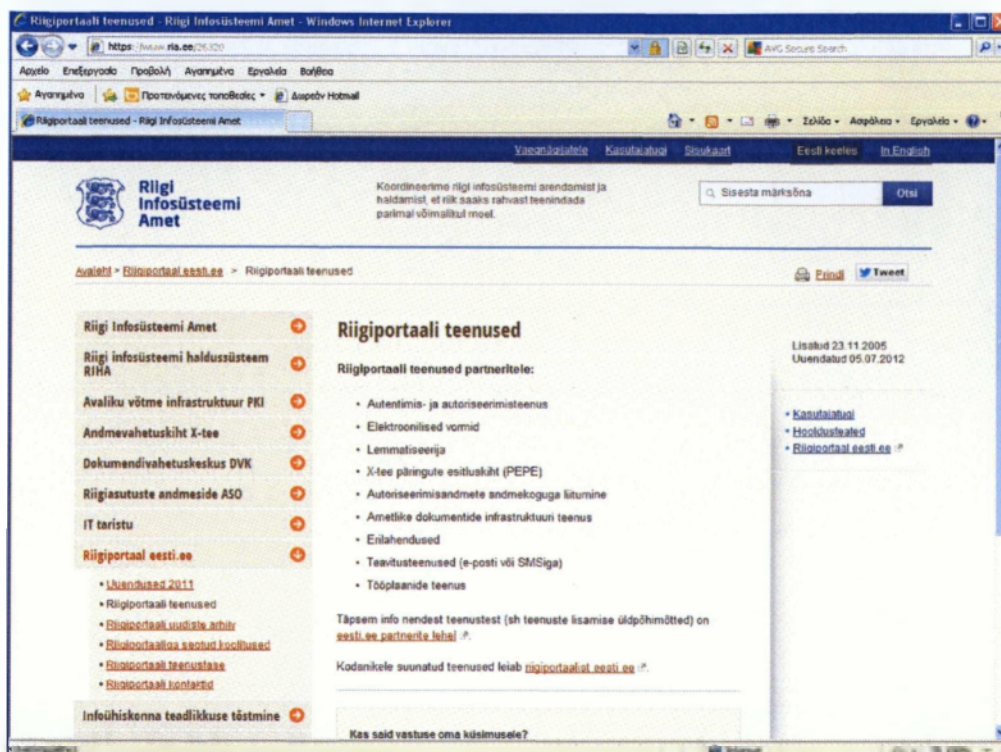 Riigiportaali teenused - Riigi Infosüsteemi Amet - Windows Internet Explorer
https://www.ria.ee/26320
AVG Secure Search
Αρχείο Επεξεργασία Προβολή Αγαπημένα Εργαλεία Βοήθεια
Αγαπημένα Προτεινόμενες τοποθεσίες Δωρεάν Hotmail
Riigiportaali teenused - Riigi Infosüsteemi Amet
Σελίδα Ασφάλεια Εργαλεία
Vaegnägijatele Kasutajatugi Sisukaart Eesti keeles In English
Riigi
Infosüsteemi
Amet
Koordineerime riigi infosüsteemi arendamist ja
haldamist, et riik saaks rahvast teenindada
parimal võimalikul moel.
Sisesta märksõna Otsi
Avaleht > Riigiportaal eesti.ee > Riigiportaali teenused
Prindi Tweet
Riigi Infosüsteemi Amet
Riigi infosüsteemi haldussüsteem
RIHA
Avaliku võtme infrastruktuur PKI
Andmevahetuskiht X-tee
Dokumendivahetuskeskus DVK
Riigiasutuste andmeside ASO
IT taristu
Riigiportaal eesti.ee
• Uuendused 2011
• Riigiportaali teenused
• Riigiportaali uudiste arhiiv
• Riigiportaaliga seotud koolitused
• Riigiportaali teenustase
• Riigiportaali kontaktid
Infoühiskonna teadlikkuse tõstmine
Riigiportaali teenused
Riigiportaali teenused partneritele:
• Autentimis- ja autoriseerimisteenus
• Elektroonilised vormid
• Lemmatiseerija
• X-tee päringute esitluskiht (PEPE)
• Autoriseerimisandmete andmekoguga liitumine
• Ametlike dokumentide infrastruktuuri teenus
• Erilahendused
• Teavitusteenused (e-posti või SMSiga)
• Tööplaanide teenus
Täpsem info nendest teenustest (sh teenuste lisamise üldpõhimõtted) on
eesti.ee partnerite lehel
Kodanikele suunatud teenused leiab riigiportaalist eesti.ee
Kas said vastuse oma küsimusele?
Lisatud 23.11.2005
Uuendatud 05.07.2012
• Kasutajatugi
• Hooldusteated
• Riigiportaal eesti.ee